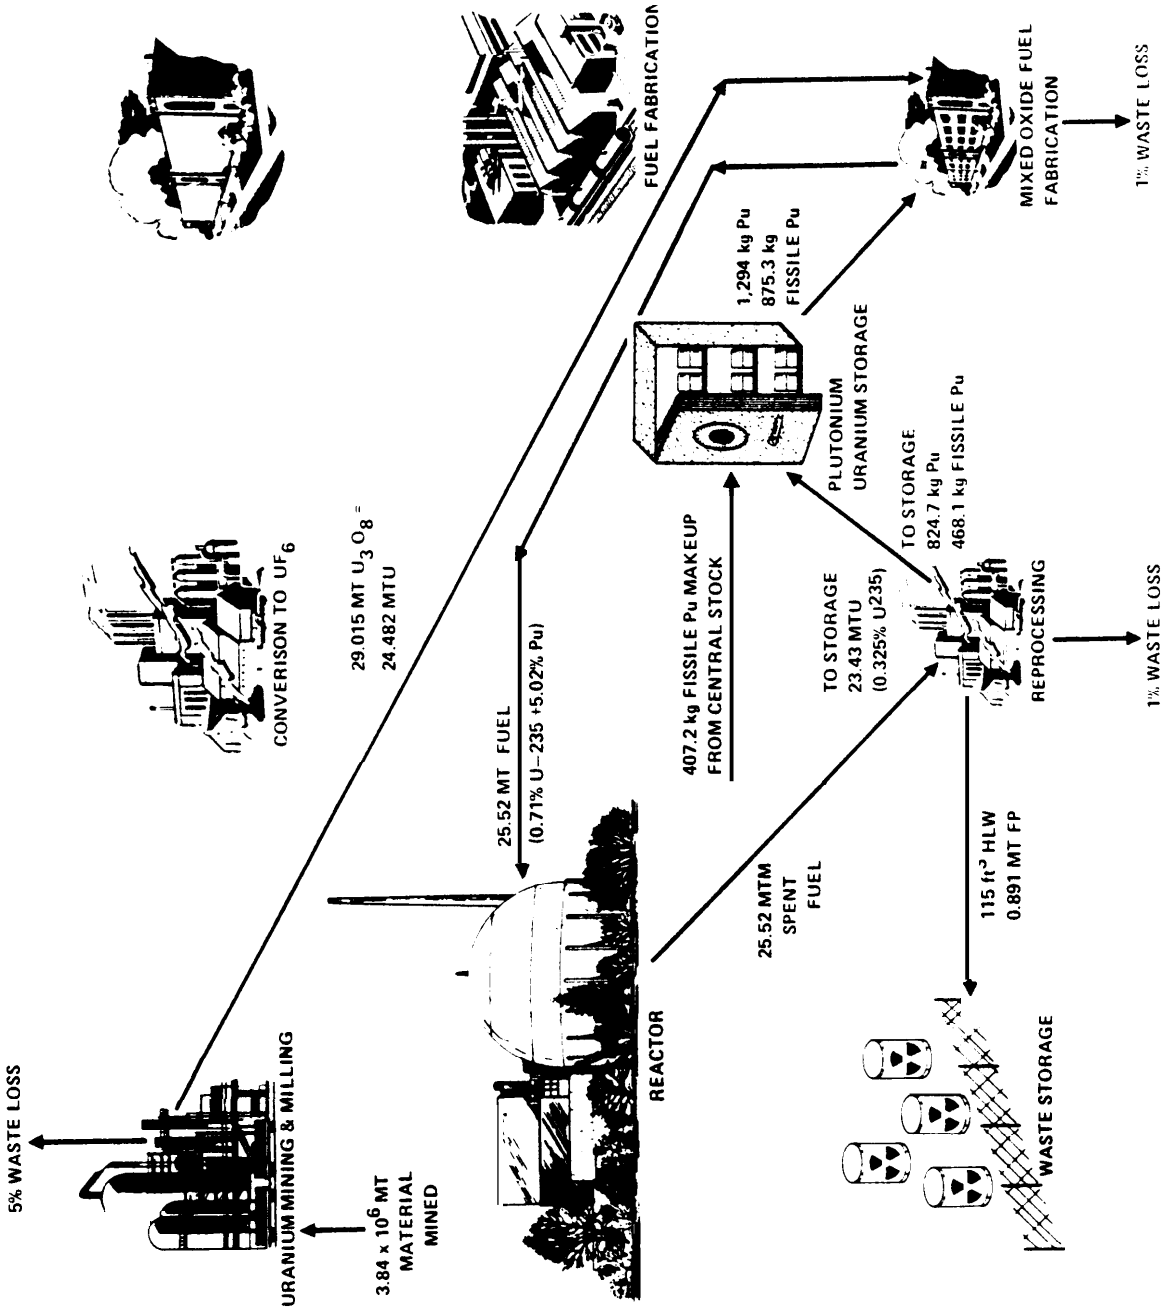 5% WASTE LOSS
URANIUM MINING & MILLING
3.84 x 10⁶ MT
MATERIAL
MINED
CONVERISON TO UF₆
29.015 MT U₃ O₈ =
24.482 MTU
FUEL FABRICATION
REACTOR
25.52 MT FUEL
(0.71% U–235 +5.02% Pu)
407.2 kg FISSILE Pu MAKEUP
FROM CENTRAL STOCK
PLUTONIUM
URANIUM STORAGE
1,294 kg Pu
875.3 kg
FISSILE Pu
MIXED OXIDE FUEL
FABRICATION
1% WASTE LOSS
25.52 MTM
SPENT
FUEL
TO STORAGE
23.43 MTU
(0.325% U²³⁵)
TO STORAGE
824.7 kg Pu
468.1 kg FISSILE Pu
REPROCESSING
1% WASTE LOSS
115 ft³ HLW
0.891 MT FP
WASTE STORAGE